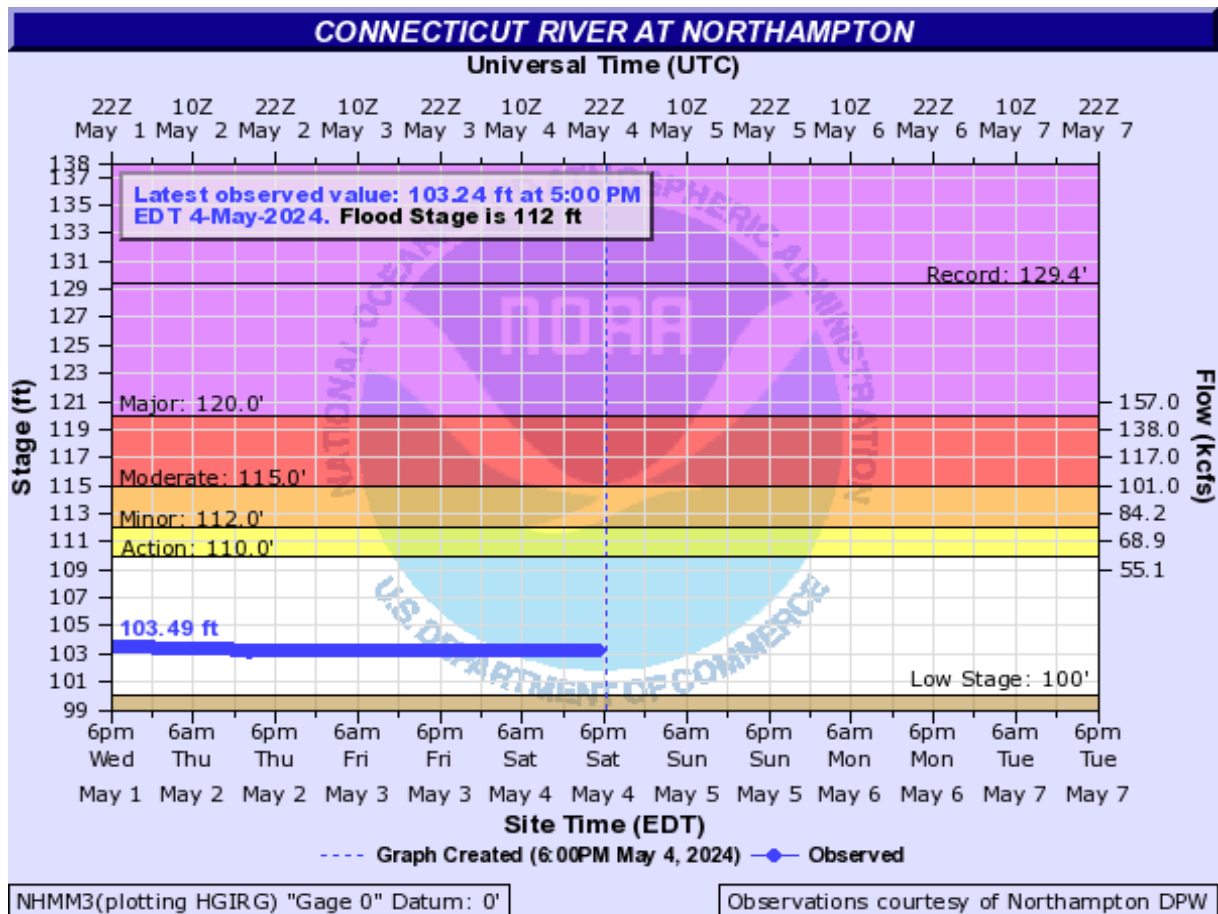 CONNECTICUT RIVER AT NORTHAMPTON
Universal Time (UTC)
22Z 10Z 22Z 10Z 22Z 10Z 22Z 10Z 22Z 10Z 22Z 10Z 22Z
May 1 May 2 May 2 May 3 May 3 May 4 May 4 May 5 May 5 May 6 May 6 May 7 May 7
138
137
135
133
131
129
127
125
123
121
119
117
115
113
111
109
107
105
103
101
99
Stage (ft)
Latest observed value: 103.24 ft at 5:00 PM
EDT 4-May-2024. Flood Stage is 112 ft
Record: 129.4'
Major: 120.0'
Moderate: 115.0'
Minor: 112.0'
Action: 110.0'
103.49 ft
Low Stage: 100'
NATIONAL OCEANIC AND ATMOSPHERIC ADMINISTRATION
NOAA
U.S. DEPARTMENT OF COMMERCE
157.0
138.0
117.0
101.0
84.2
68.9
55.1
Flow (kcfs)
6pm 6am 6pm 6am 6pm 6am 6pm 6am 6pm 6am 6pm 6am 6pm
Wed Thu Thu Fri Fri Sat Sat Sun Sun Mon Mon Tue Tue
May 1 May 2 May 2 May 3 May 3 May 4 May 4 May 5 May 5 May 6 May 6 May 7 May 7
Site Time (EDT)
Graph Created (6:00PM May 4, 2024) Observed
NHMM3(plotting HGIRG) "Gage 0" Datum: 0'
Observations courtesy of Northampton DPW